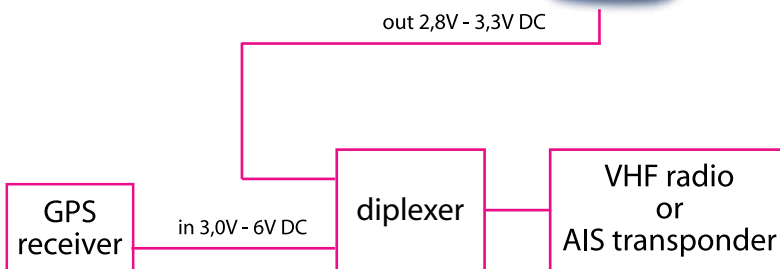 out 2,8V - 3,3V DC
GPS
receiver
in 3,0V - 6V DC
diplexer
VHF radio
or
AIS transponder